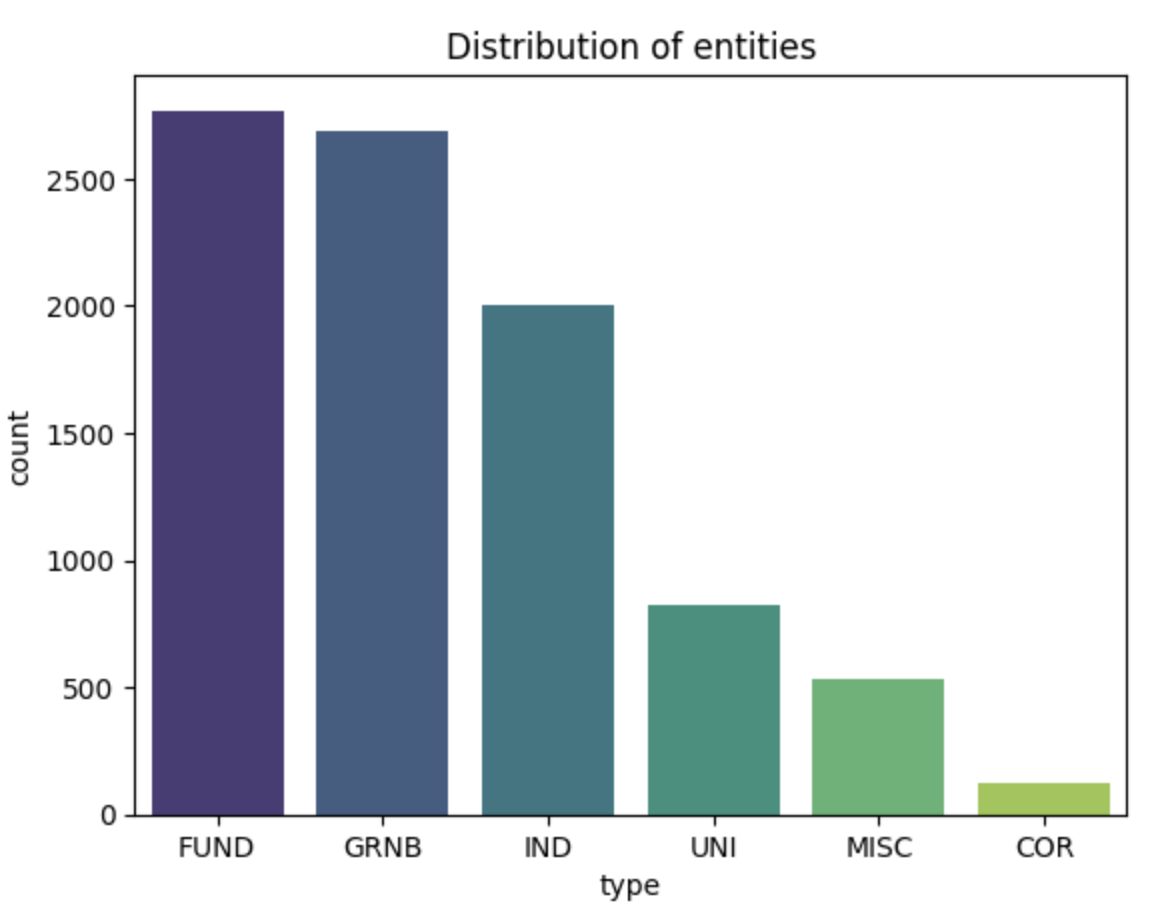 Distribution of entities
2500
2000
1500
1000
500
0
count
FUND GRNB IND UNI MISC COR
type